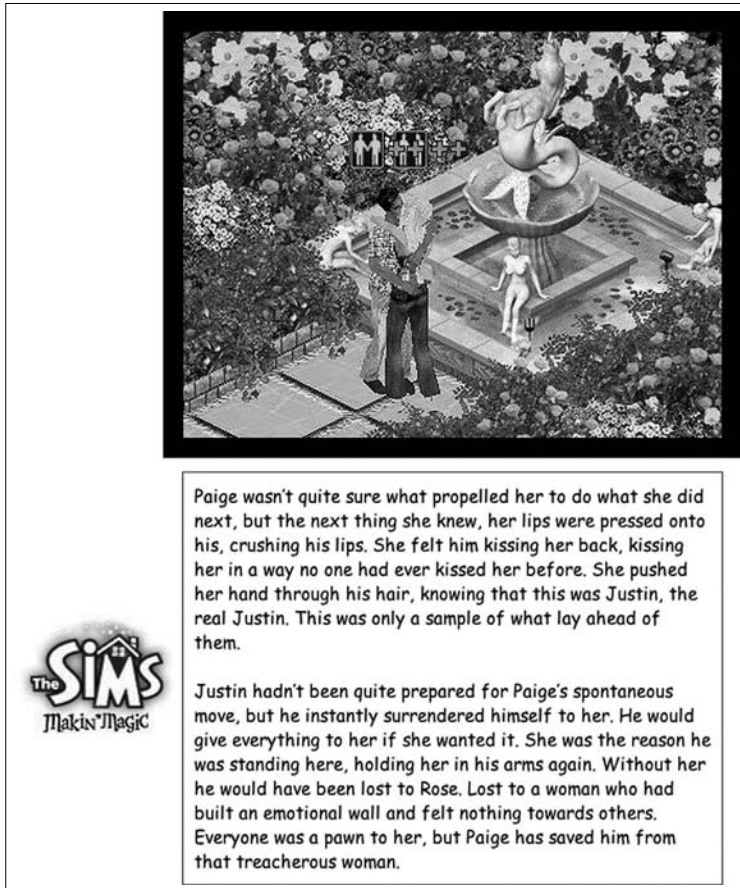 Paige wasn't quite sure what propelled her to do what she did
next, but the next thing she knew, her lips were pressed onto
his, crushing his lips. She felt him kissing her back, kissing
her in a way no one had ever kissed her before. She pushed
her hand through his hair, knowing that this was Justin, the
real Justin. This was only a sample of what lay ahead of
them.
The SiMS
Makin' Magic
Justin hadn't been quite prepared for Paige's spontaneous
move, but he instantly surrendered himself to her. He would
give everything to her if she wanted it. She was the reason he
was standing here, holding her in his arms again. Without her
he would have been lost to Rose. Lost to a woman who had
built an emotional wall and felt nothing towards others.
Everyone was a pawn to her, but Paige has saved him from
that treacherous woman.